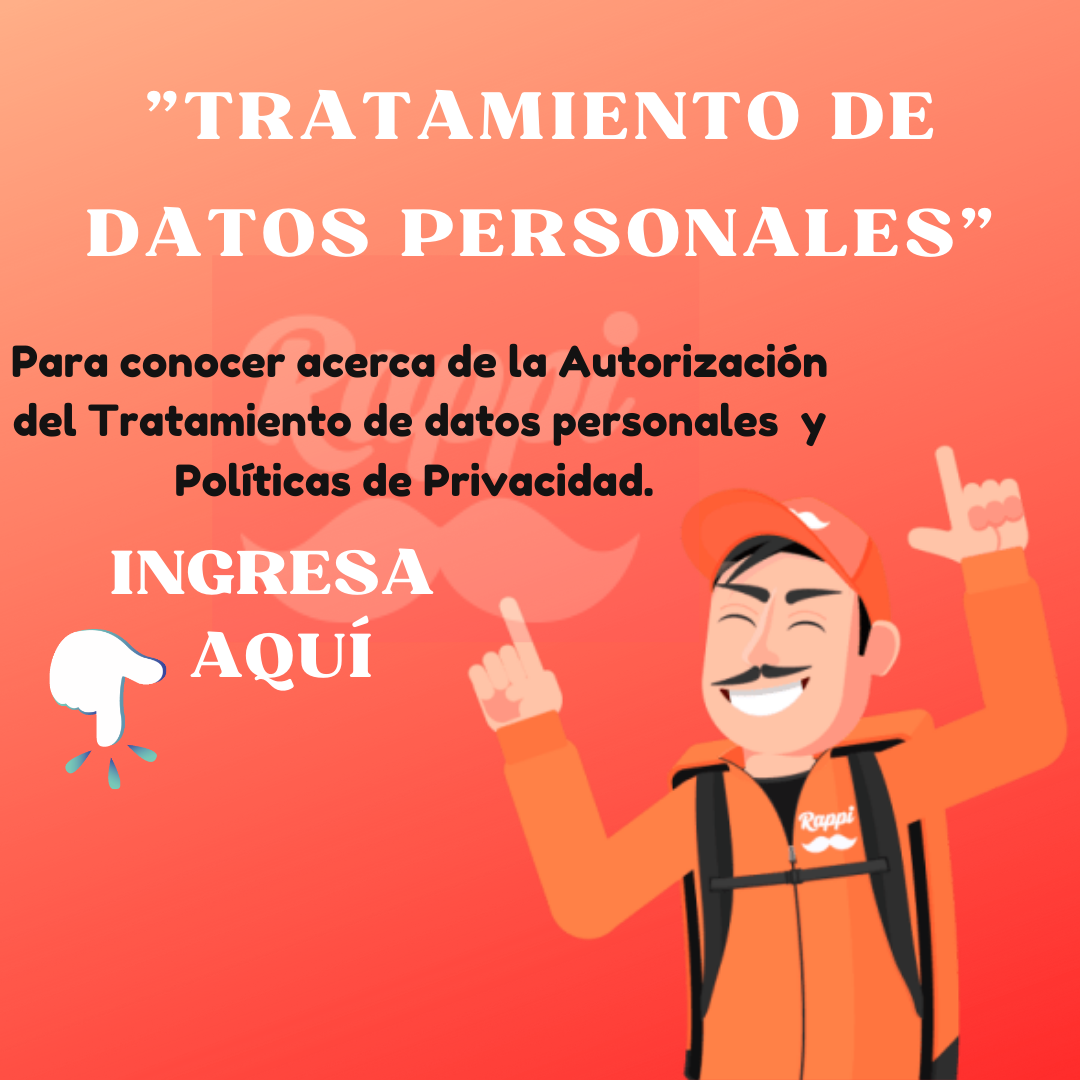 ”TRATAMIENTO DE
DATOS PERSONALES”
Rappi
Para conocer acerca de la Autorización
del Tratamiento de datos personales  y
Políticas de Privacidad.
INGRESA
AQUÍ
Rappi